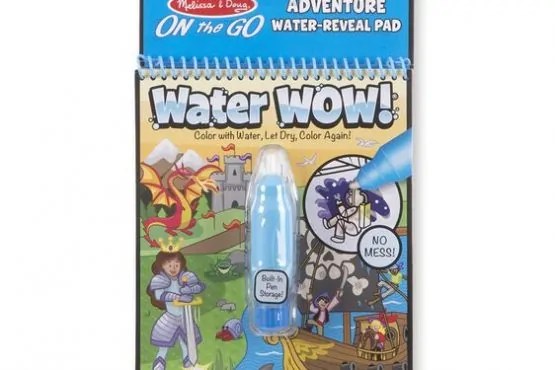 Melissa & Doug
ADVENTURE
ON the GO
WATER-REVEAL PAD
Water WOW!
Color with Water, Let Dry, Color Again!
NO
MESS!
Built-In
Pen
Storage!